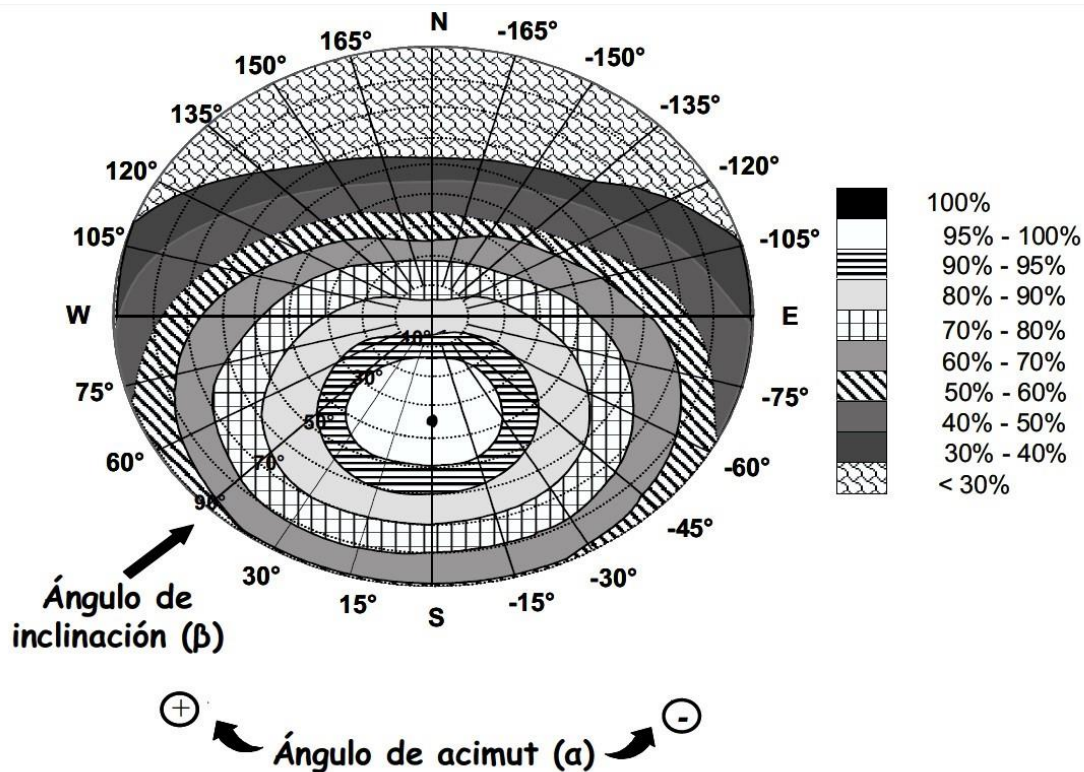 N
165°
-165°
150°
-150°
135°
-135°
120°
-120°
105°
-105°
W
E
10°
30°
50°
70°
90°
75°
-75°
60°
-60°
-45°
30°
-30°
15°
-15°
S
100%
95% - 100%
90% - 95%
80% - 90%
70% - 80%
60% - 70%
50% - 60%
40% - 50%
30% - 40%
< 30%
Ángulo de
inclinación (β)
+
-
Ángulo de acimut (α)